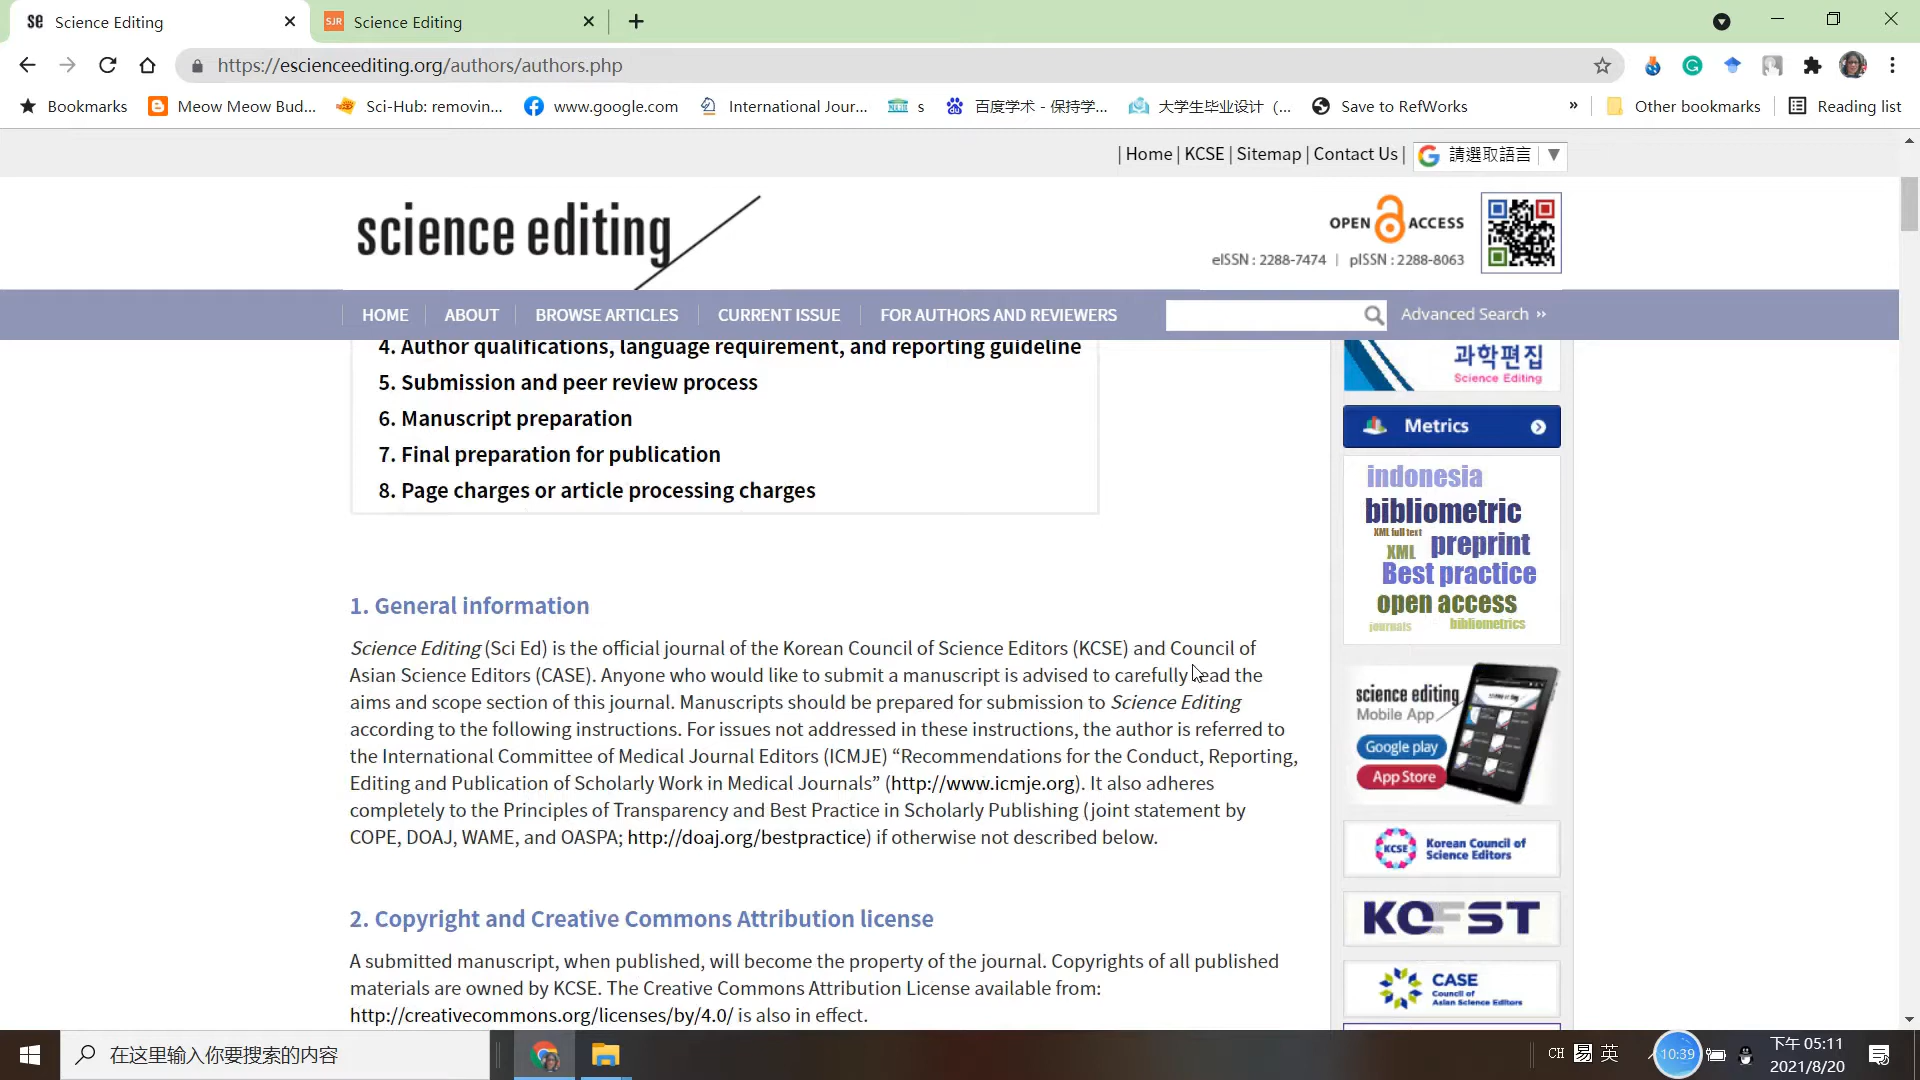 se Science Editing
SJR Science Editing
https://escienceediting.org/authors/authors.php
Bookmarks
Meow Meow Bud...
Sci-Hub: removin...
www.google.com
International Jour...
s
百度学术 - 保持学...
大学生毕业设计（...
Save to RefWorks
»
Other bookmarks
Reading list
| Home | KCSE | Sitemap | Contact Us |
請選取語言 ▼
science editing
OPEN ACCESS
eISSN : 2288-7474 | pISSN : 2288-8063
HOME
ABOUT
BROWSE ARTICLES
CURRENT ISSUE
FOR AUTHORS AND REVIEWERS
Advanced Search ››
4. Author qualifications, language requirement, and reporting guideline
5. Submission and peer review process
6. Manuscript preparation
7. Final preparation for publication
8. Page charges or article processing charges
1. General information
Science Editing (Sci Ed) is the official journal of the Korean Council of Science Editors (KCSE) and Council of
Asian Science Editors (CASE). Anyone who would like to submit a manuscript is advised to carefully read the
aims and scope section of this journal. Manuscripts should be prepared for submission to Science Editing
according to the following instructions. For issues not addressed in these instructions, the author is referred to
the International Committee of Medical Journal Editors (ICMJE) “Recommendations for the Conduct, Reporting,
Editing and Publication of Scholarly Work in Medical Journals” (http://www.icmje.org). It also adheres
completely to the Principles of Transparency and Best Practice in Scholarly Publishing (joint statement by
COPE, DOAJ, WAME, and OASPA; http://doaj.org/bestpractice) if otherwise not described below.
2. Copyright and Creative Commons Attribution license
A submitted manuscript, when published, will become the property of the journal. Copyrights of all published
materials are owned by KCSE. The Creative Commons Attribution License available from:
http://creativecommons.org/licenses/by/4.0/ is also in effect.
과학편집
Science Editing
Metrics
indonesia
bibliometric
XML full text
XML preprint
Best practice
open access
journals bibliometrics
science editing
Mobile App
Google play
App Store
KCSE Korean Council of
Science Editors
KOFST
CASE
Council of
Asian Science Editors
在这里输入你要搜索的内容
CH 易 英
10:39
下午 05:11
2021/8/20